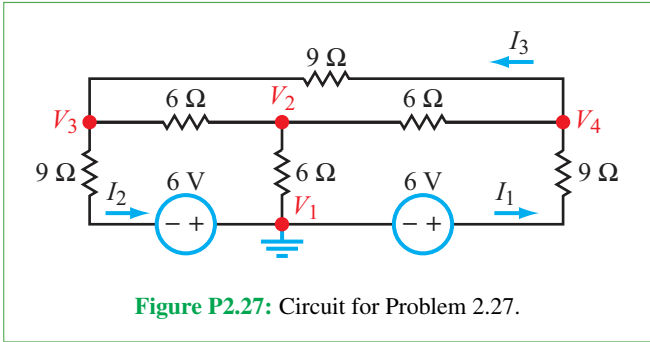 9 Ω
I3
6 Ω
V2
6 Ω
V3
V4
9 Ω
I2
6 V
6 Ω
V1
6 V
I1
9 Ω
− +
− +
Figure P2.27: Circuit for Problem 2.27.